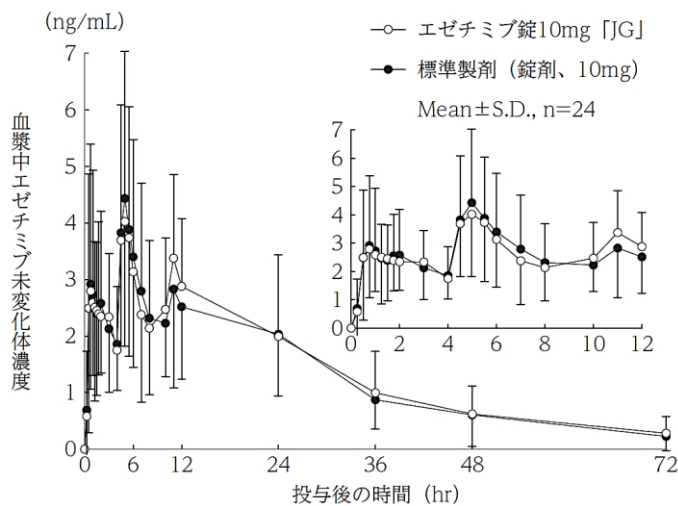 (ng/mL)
エゼチミブ錠10mg「JG」
標準製剤（錠剤、10mg）
Mean±S.D., n=24
血漿中エゼチミブ未変化体濃度
7
6
5
4
3
2
1
0
0 6 12 24 36 48 72
投与後の時間（hr）
7
6
5
4
3
2
1
0
0 2 4 6 8 10 12